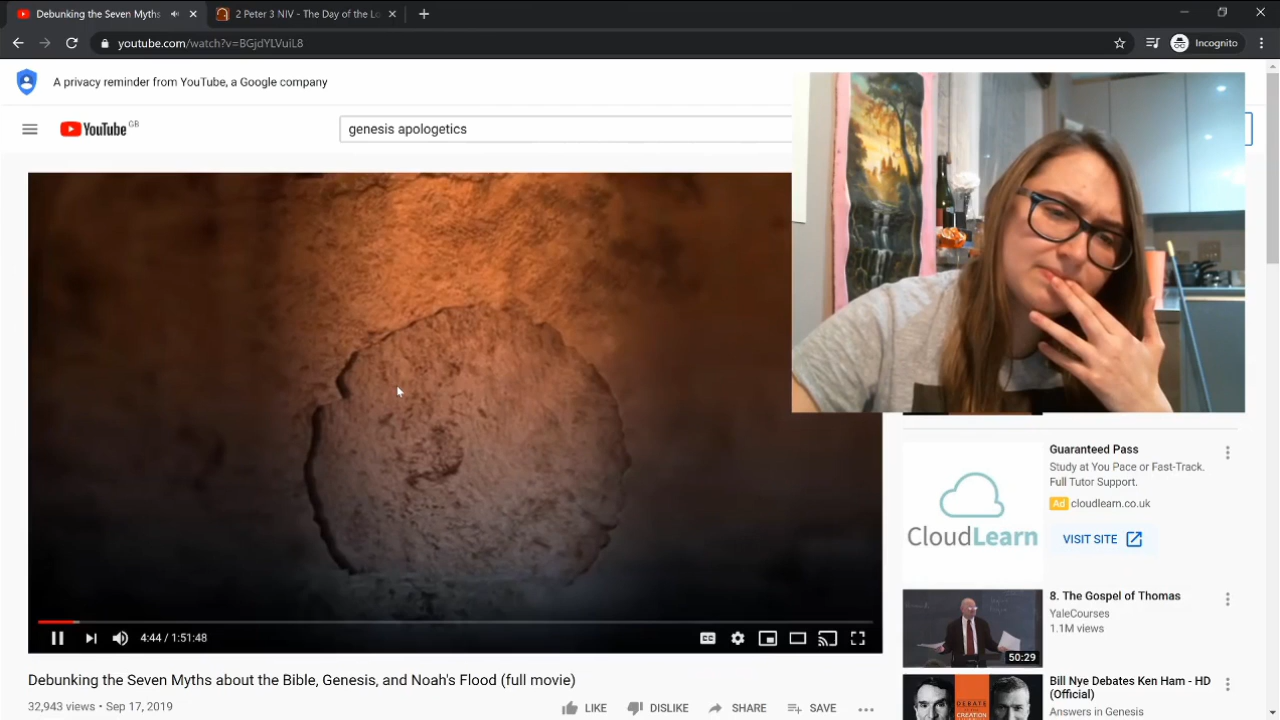 Debunking the Seven Myths
2 Peter 3 NIV - The Day of the Lo
youtube.com/watch?v=BGjdYLVuiL8
Incognito
A privacy reminder from YouTube, a Google company
YouTube GB
genesis apologetics
4:44 / 1:51:48
CC
Debunking the Seven Myths about the Bible, Genesis, and Noah's Flood (full movie)
32,943 views • Sep 17, 2019
LIKE
DISLIKE
SHARE
SAVE
Guaranteed Pass
Study at You Pace or Fast-Track.
Full Tutor Support.
Ad cloudlearn.co.uk
CloudLearn
VISIT SITE
8. The Gospel of Thomas
YaleCourses
1.1M views
50:29
Bill Nye Debates Ken Ham - HD
(Official)
Answers in Genesis
DEBATE